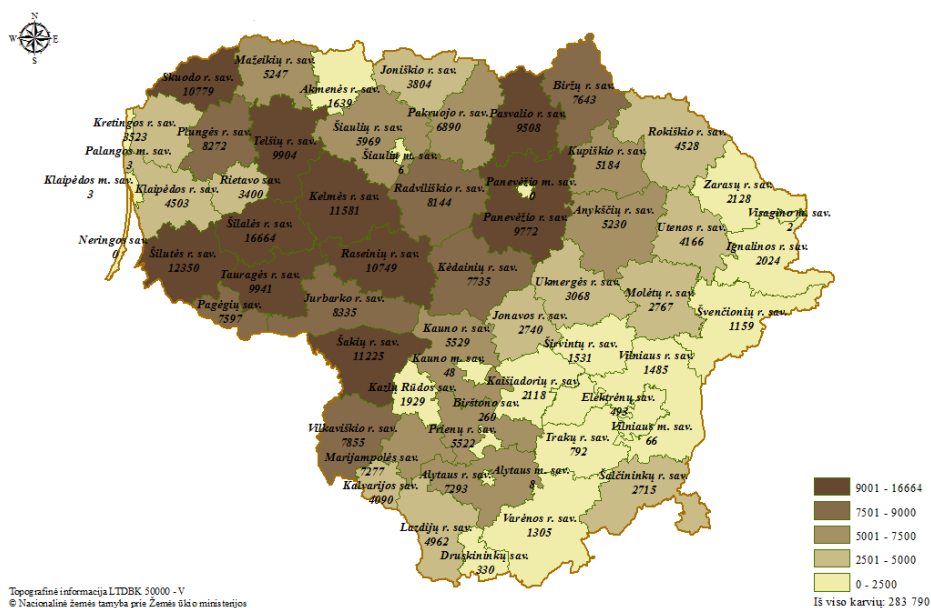 N
W
E
S
Skuodo r. sav.
10779
Mažeikių r. sav.
5247
Akmenės r. sav.
1639
Joniškio r. sav.
3804
Biržų r. sav.
7643
Kretingos r. sav.
3523
Plungės r. sav.
8272
Telšių r. sav.
9904
Šiaulių r. sav.
5969
Pakruojo r. sav.
6890
Pasvalio r. sav.
9508
Rokiškio r. sav.
4528
Palangos m. sav.
3
Šiaulių m. sav.
6
Kupiškio r. sav.
5184
Klaipėdos m. sav.
3
Klaipėdos r. sav.
4503
Rietavo sav.
3400
Kelmės r. sav.
11581
Radviliškio r. sav.
8144
Panevėžio m. sav.
0
Zarasų r. sav.
2128
Panevėžio r. sav.
9772
Anykščių r. sav.
5230
Visagino m. sav.
2
Neringos sav.
0
Šilalės r. sav.
16664
Utenos r. sav.
4166
Ignalinos r. sav.
2024
Šilutės r. sav.
12350
Tauragės r. sav.
9941
Raseinių r. sav.
10749
Kėdainių r. sav.
7735
Ukmergės r. sav.
3068
Molėtų r. sav.
2767
Pagėgių sav.
7597
Jurbarko r. sav.
8335
Švenčionių r. sav.
1159
Jonavos r. sav.
2740
Kauno r. sav.
5529
Šakių r. sav.
11225
Kauno m. sav.
48
Širvintų r. sav.
1531
Vilniaus r. sav.
1485
Kazlų Rūdos sav.
1929
Kaišiadorių r. sav.
2118
Birštono sav.
260
Elektrėnų sav.
493
Vilniaus m. sav.
66
Vilkaviškio r. sav.
7855
Prienų r. sav.
5522
Trakų r. sav.
792
Marijampolės sav.
7277
Alytaus r. sav.
7293
Alytaus m. sav.
8
Šalčininkų r. sav.
2715
Kalvarijos sav.
4090
Lazdijų r. sav.
4962
Varėnos r. sav.
1305
Druskininkų sav.
330
9001 - 16664
7501 - 9000
5001 - 7500
2501 - 5000
0 - 2500
Iš viso karvių: 283 790
Topografinė informacija LTDBK 50000 - V
© Nacionalinė žemės tarnyba prie Žemės ūkio ministerijos